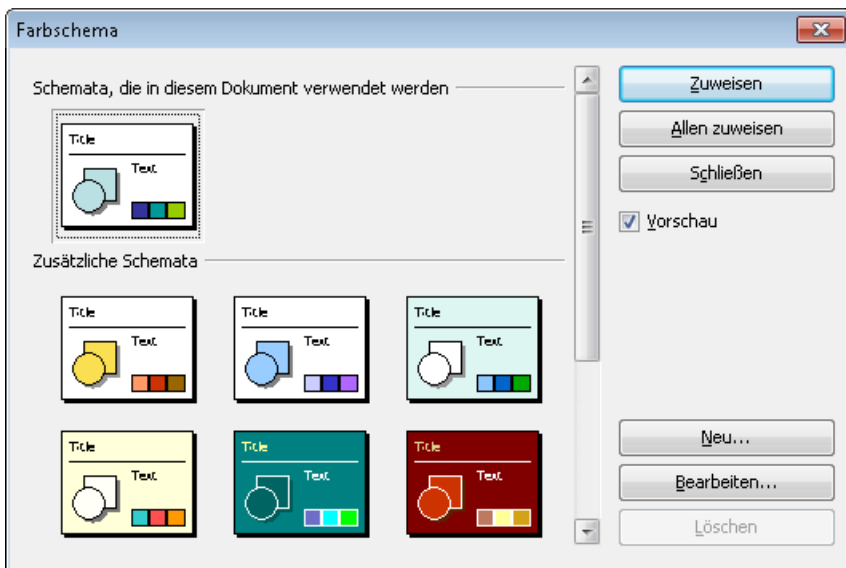 Farbschema
Schemata, die in diesem Dokument verwendet werden
Title
Text
Zusätzliche Schemata
Title
Text
Title
Text
Title
Text
Title
Text
Title
Text
Title
Text
Zuweisen
Allen zuweisen
Schließen
Vorschau
Neu...
Bearbeiten...
Löschen